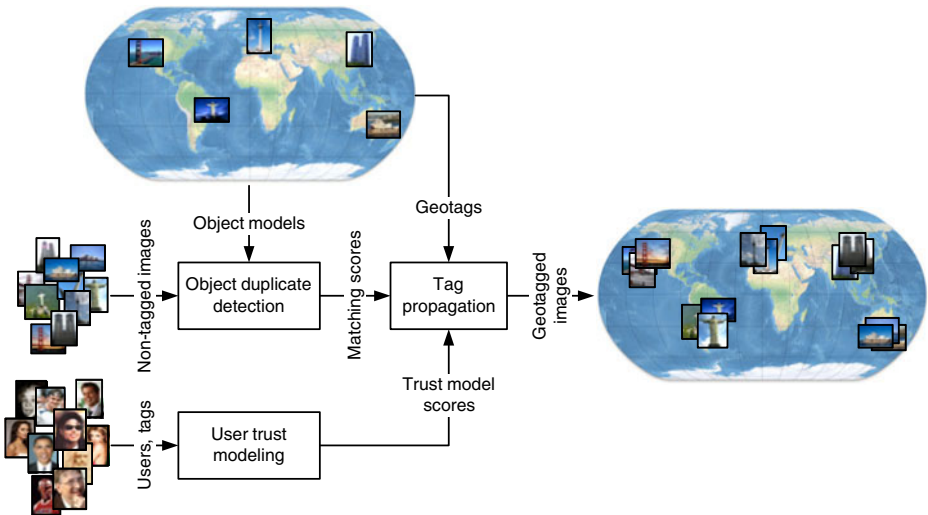 Object models
Geotags
Non-tagged images
Object duplicate
detection
Matching scores
Tag
propagation
Geotagged
images
Trust model
scores
Users, tags
User trust
modeling